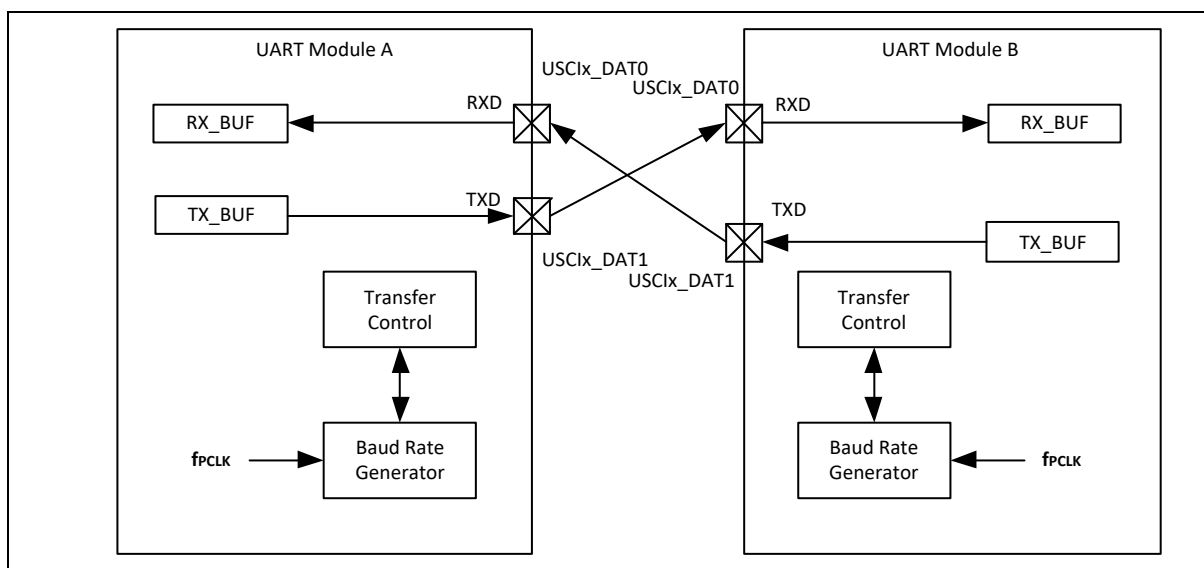 UART Module A
UART Module B
USCIx_DAT0
USCIx_DAT0
RXD
RXD
RX_BUF
RX_BUF
TXD
TXD
TX_BUF
TX_BUF
USCIx_DAT1
USCIx_DAT1
Transfer
Control
Transfer
Control
fPCLK
Baud Rate
Generator
Baud Rate
Generator
fPCLK